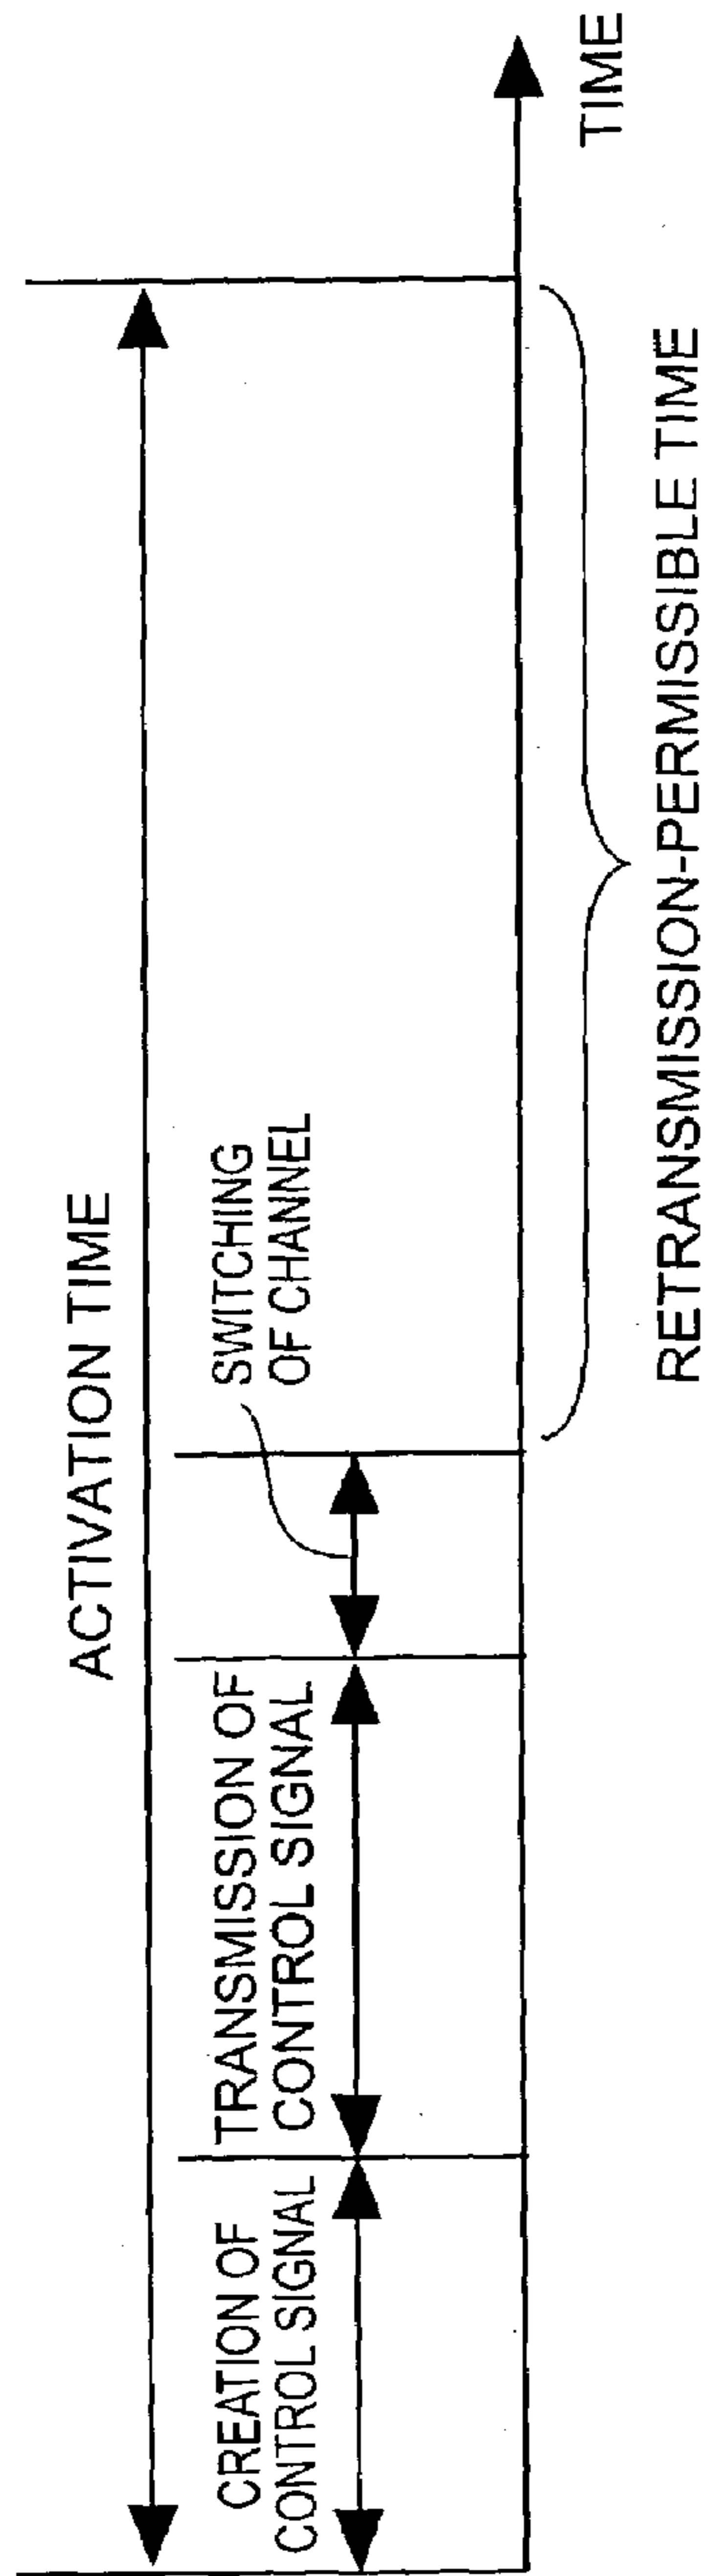 ACTIVATION TIME
CREATION OF
CONTROL SIGNAL
TRANSMISSION OF
CONTROL SIGNAL
SWITCHING
OF CHANNEL
TIME
RETRANSMISSION-PERMISSIBLE TIME